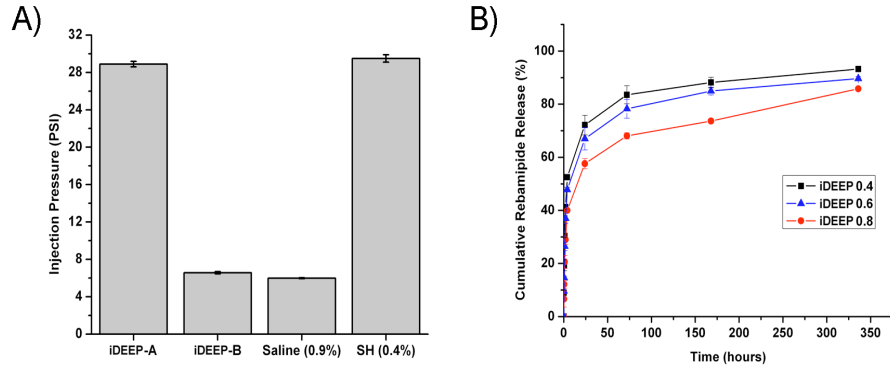 A)
32
28
24
20
16
12
8
4
0
Injection Pressure (PSI)
iDEEP-A
iDEEP-B
Saline (0.9%)
SH (0.4%)
B)
100
80
60
40
20
0
Cumulative Rebamipide Release (%)
iDEEP 0.4
iDEEP 0.6
iDEEP 0.8
0
50
100
150
200
250
300
350
Time (hours)